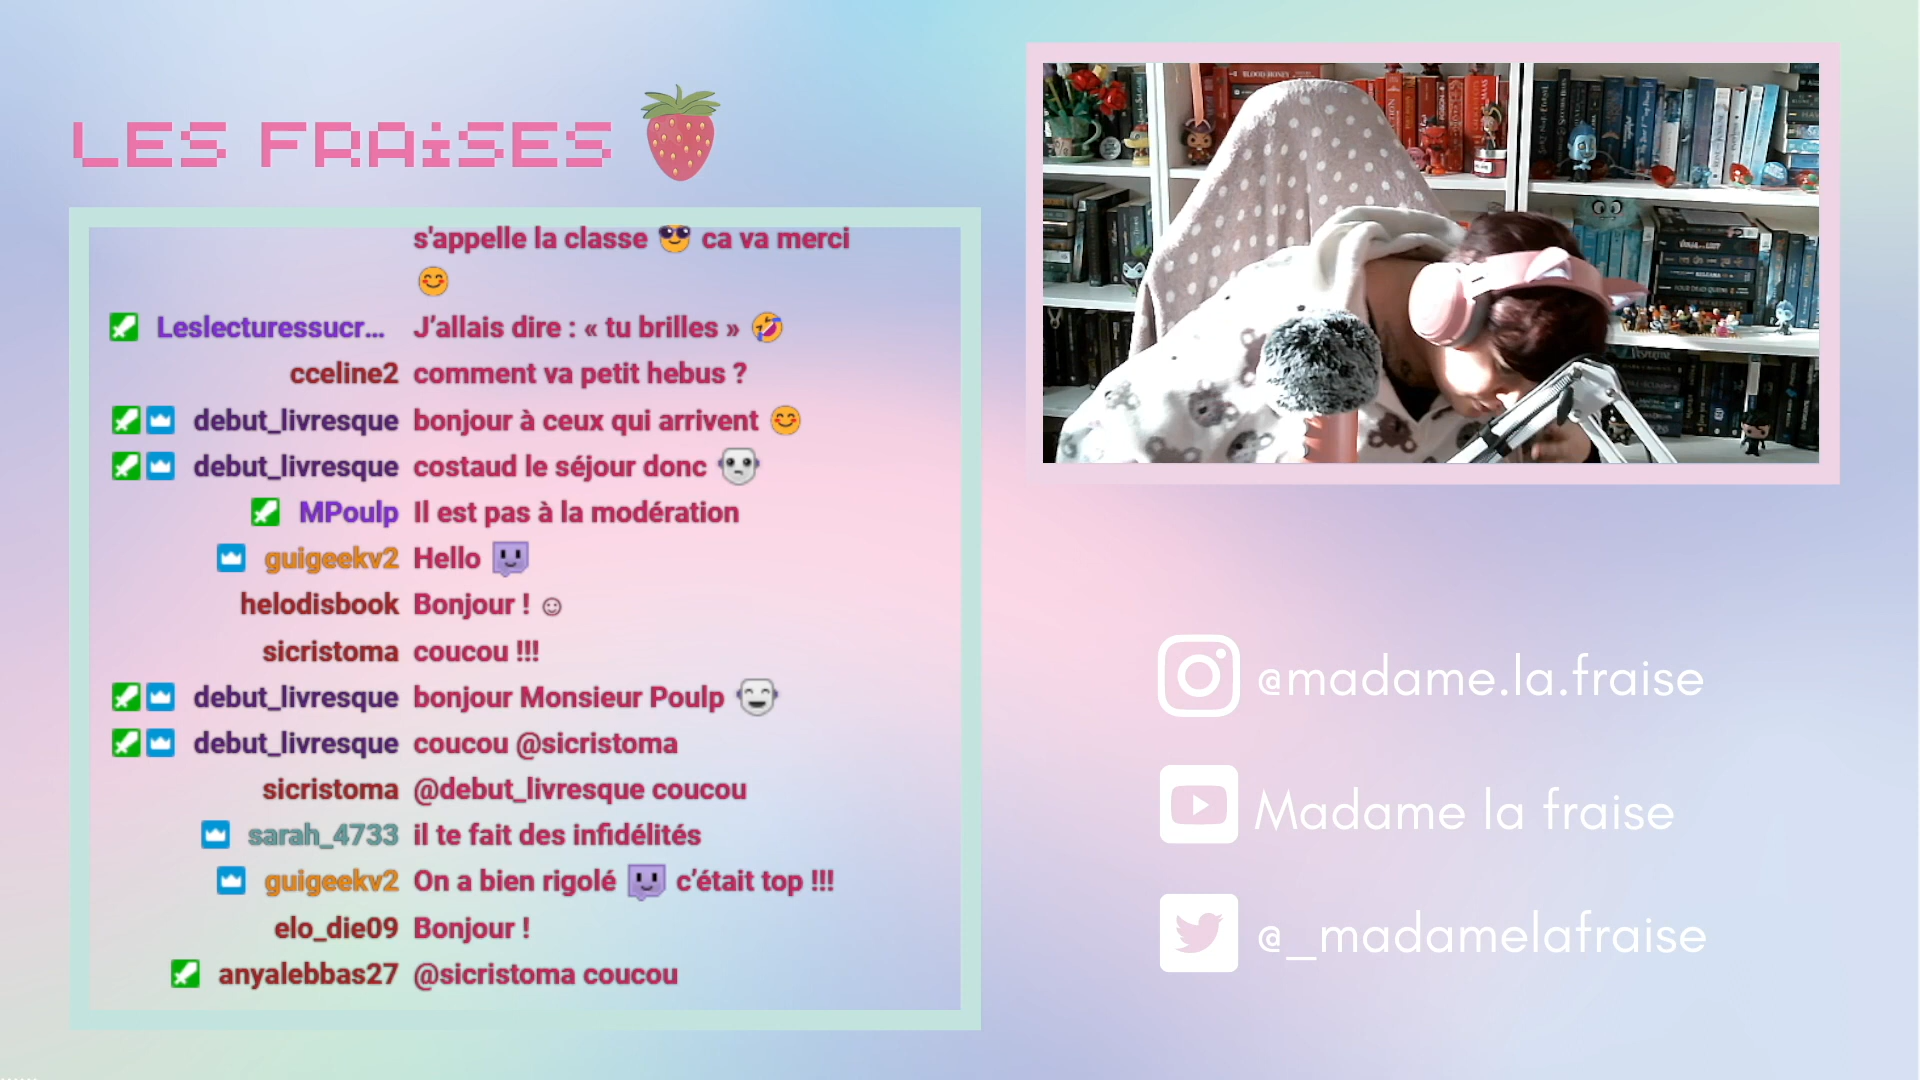 LES FRAiSES
s'appelle la classe 😎 ca va merci
😊
Leslecturessucr... J’allais dire : « tu brilles » 🤣
cceline2 comment va petit hebus ?
debut_livresque bonjour à ceux qui arrivent 😊
debut_livresque costaud le séjour donc
MPoulp Il est pas à la modération
guigeekv2 Hello
helodisbook Bonjour ! ☺
sicristoma coucou !!!
debut_livresque bonjour Monsieur Poulp
debut_livresque coucou @sicristoma
sicristoma @debut_livresque coucou
sarah_4733 il te fait des infidélités
guigeekv2 On a bien rigolé c’était top !!!
elo_die09 Bonjour !
anyalebbas27 @sicristoma coucou
@madame.la.fraise
Madame la fraise
@_madamelafraise